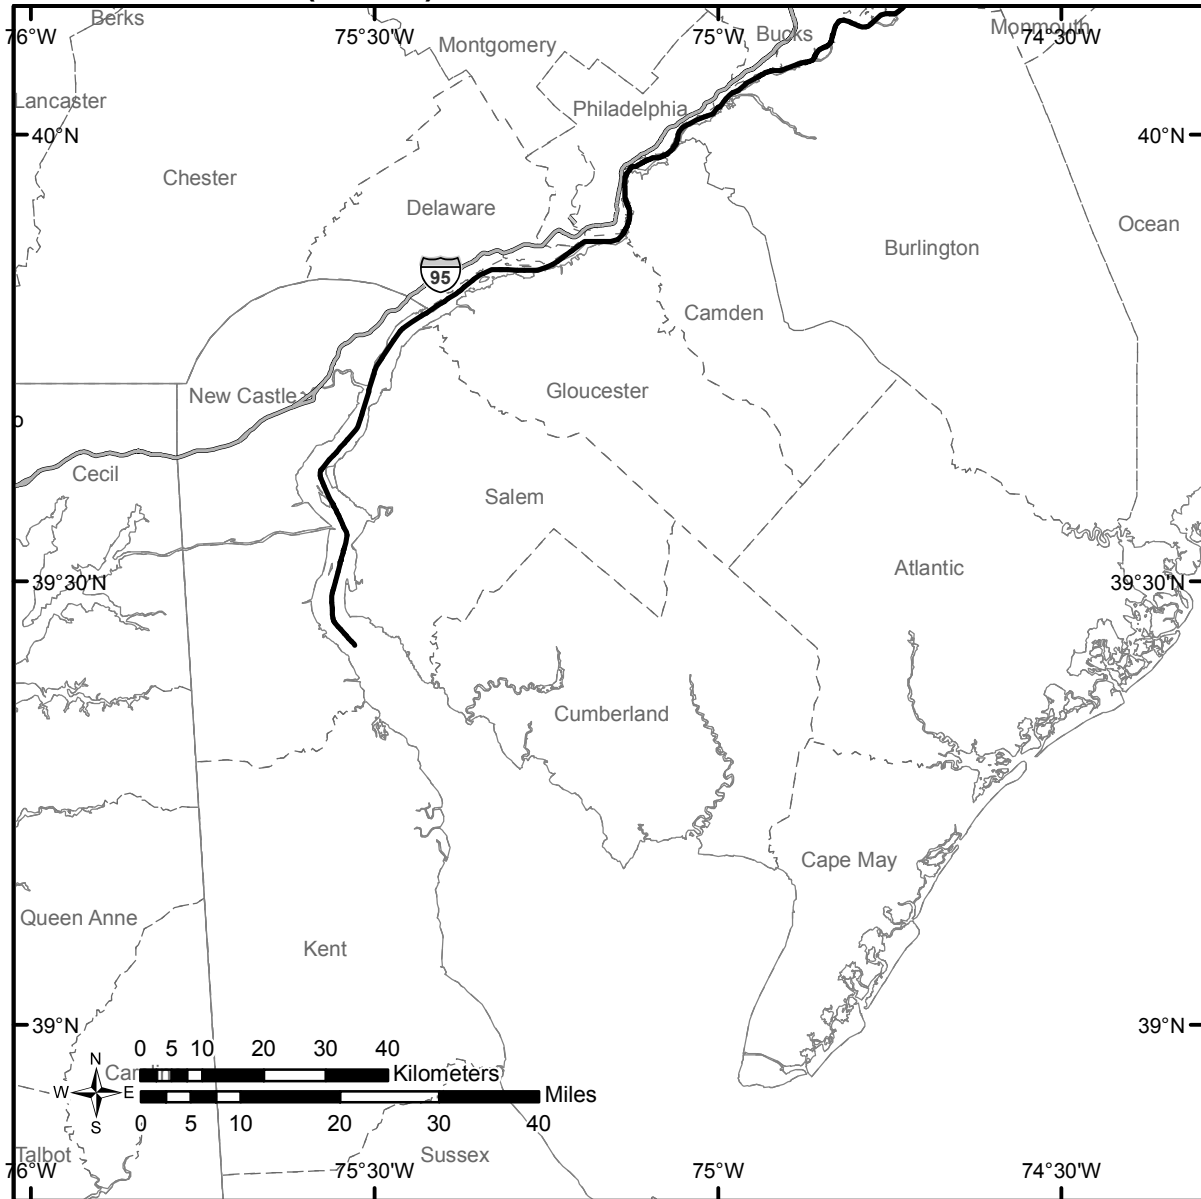 Berks
76°W
75°30'W
75°W
74°30'W
Montgomery
Bucks
Monmouth
Lancaster
Philadelphia
40°N
40°N
Chester
Delaware
Ocean
Burlington
95
Camden
New Castle
Gloucester
o
Cecil
Salem
Atlantic
39°30'N
39°30'N
Cumberland
Cape May
Queen Anne
Kent
39°N
39°N
0 5 10 20 30 40
N
W E
S
Kilometers
Miles
0 5 10 20 30 40
Talbot
Sussex
76°W
75°30'W
75°W
74°30'W